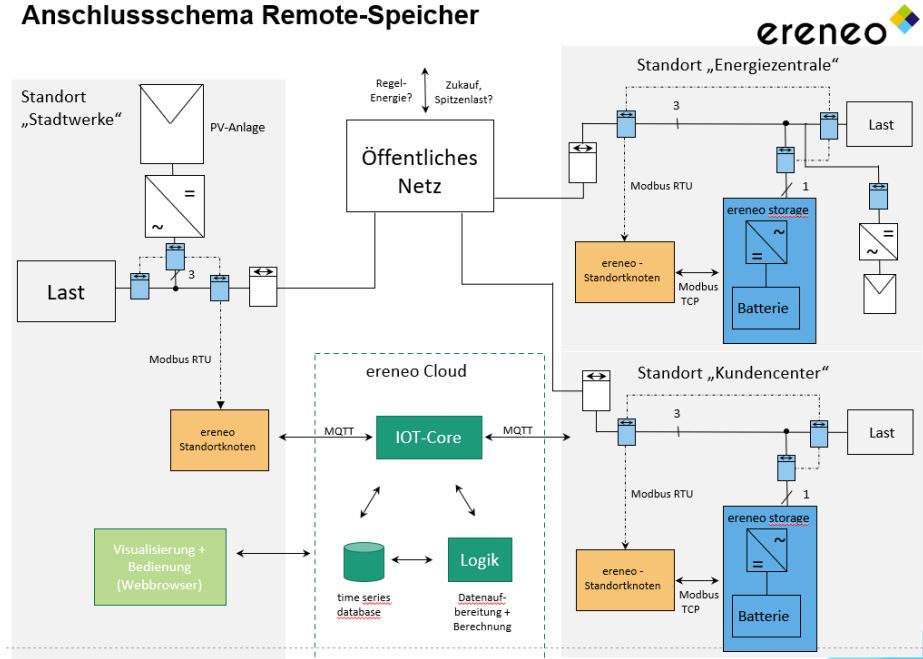 Anschlussschema Remote-Speicher
ereneo
Standort
„Stadtwerke“
PV-Anlage
=
~
3
Last
Modbus RTU
ereneo
Standortknoten
Visualisierung +
Bedienung
(Webbrowser)
Regel-
Energie?
Zukauf,
Spitzenlast?
Öffentliches
Netz
ereneo Cloud
MQTT
IOT-Core
MQTT
time series
database
Logik
Datenauf-
bereitung +
Berechnung
Standort „Energiezentrale“
3
Last
Modbus RTU
1
ereneo storage
~
=
Batterie
=
~
ereneo -
Standortknoten
Modbus
TCP
Standort „Kundencenter“
3
Last
Modbus RTU
1
ereneo storage
~
=
Batterie
ereneo -
Standortknoten
Modbus
TCP